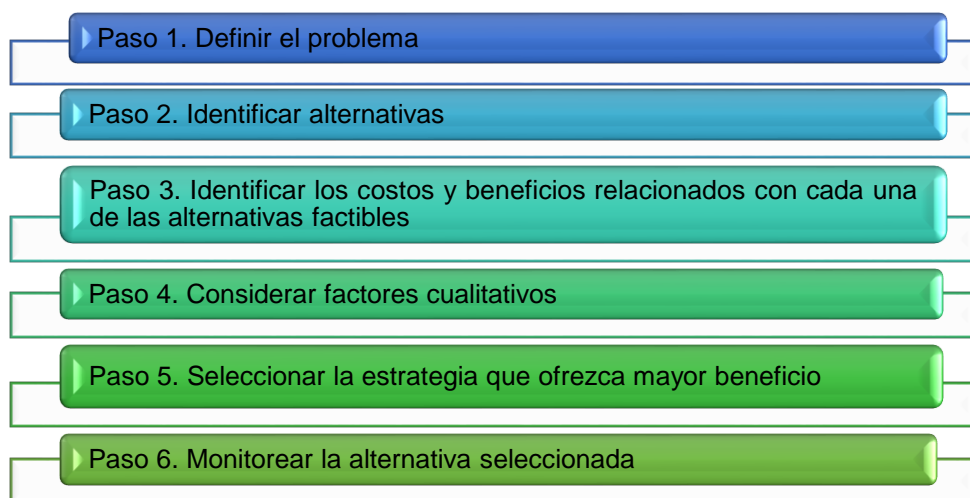 Paso 1. Definir el problema
Paso 2. Identificar alternativas
Paso 3. Identificar los costos y beneficios relacionados con cada una
de las alternativas factibles
Paso 4. Considerar factores cualitativos
Paso 5. Seleccionar la estrategia que ofrezca mayor beneficio
Paso 6. Monitorear la alternativa seleccionada